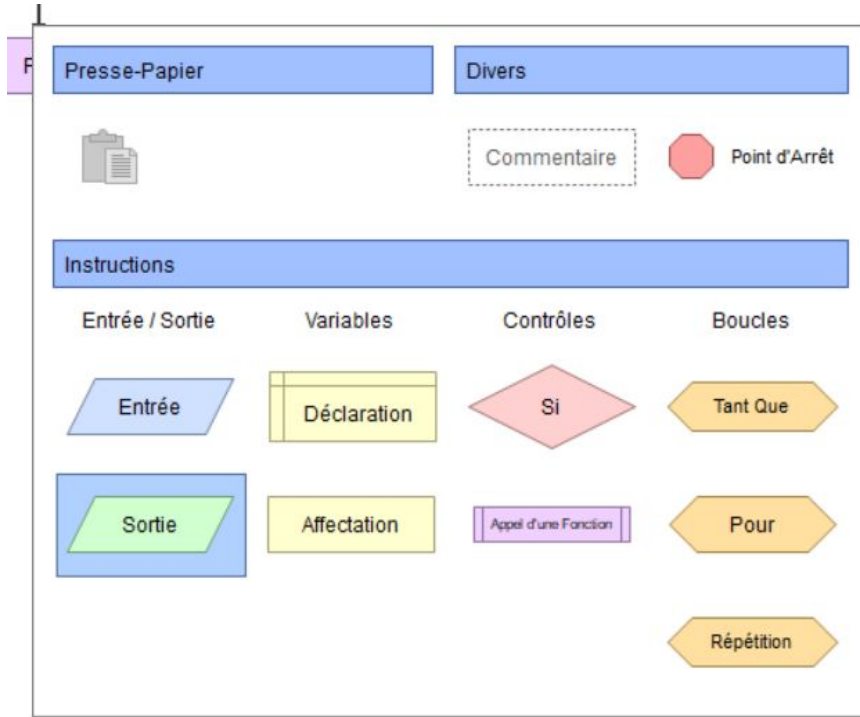 Presse-Papier
Divers
Commentaire
Point d'Arrêt
Instructions
Entrée / Sortie
Variables
Contrôles
Boucles
Entrée
Déclaration
Si
Tant Que
Sortie
Affectation
Appel d'une Fonction
Pour
Répétition